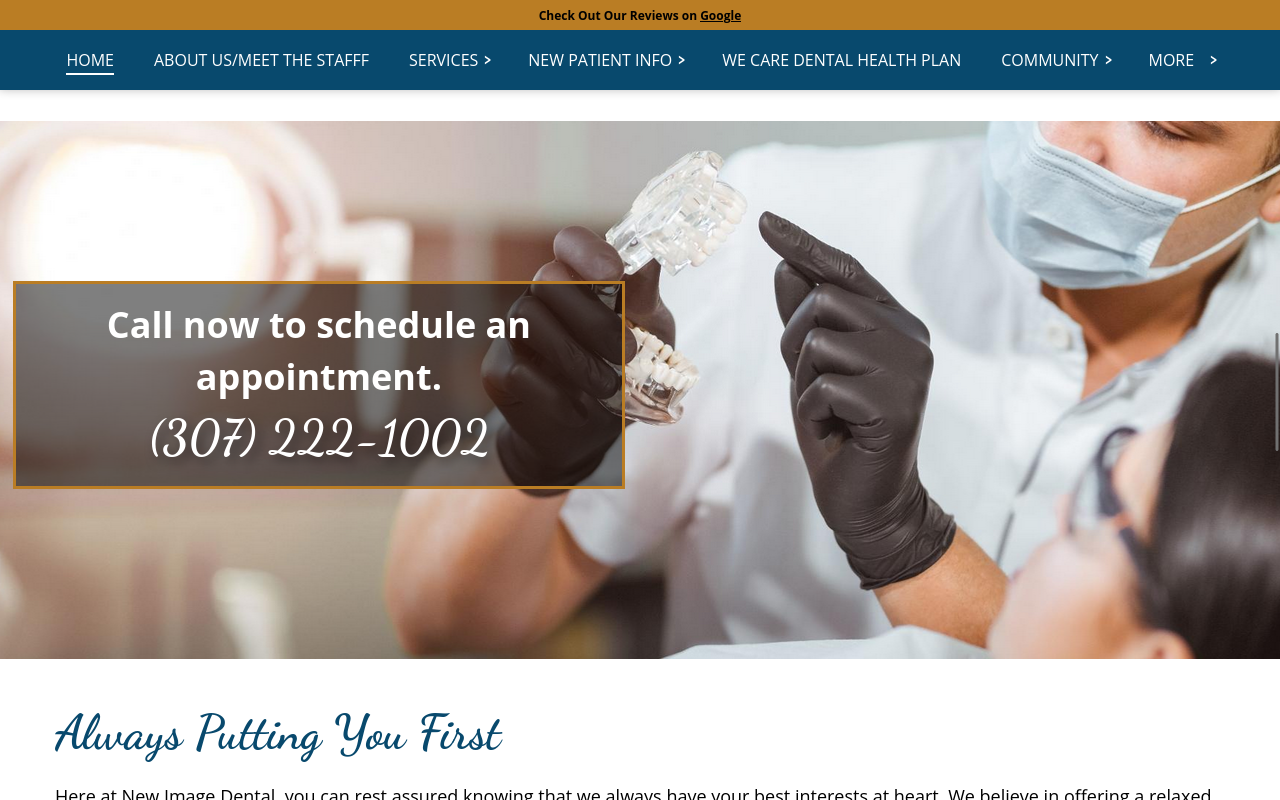 Check Out Our Reviews on Google
HOME ABOUT US/MEET THE STAFFF SERVICES > NEW PATIENT INFO > WE CARE DENTAL HEALTH PLAN COMMUNITY > MORE >
Call now to schedule an
appointment.
(307) 222-1002
Always Putting You First
Here at New Image Dental, you can rest assured knowing that we always have your best interests at heart. We believe in offering a relaxed